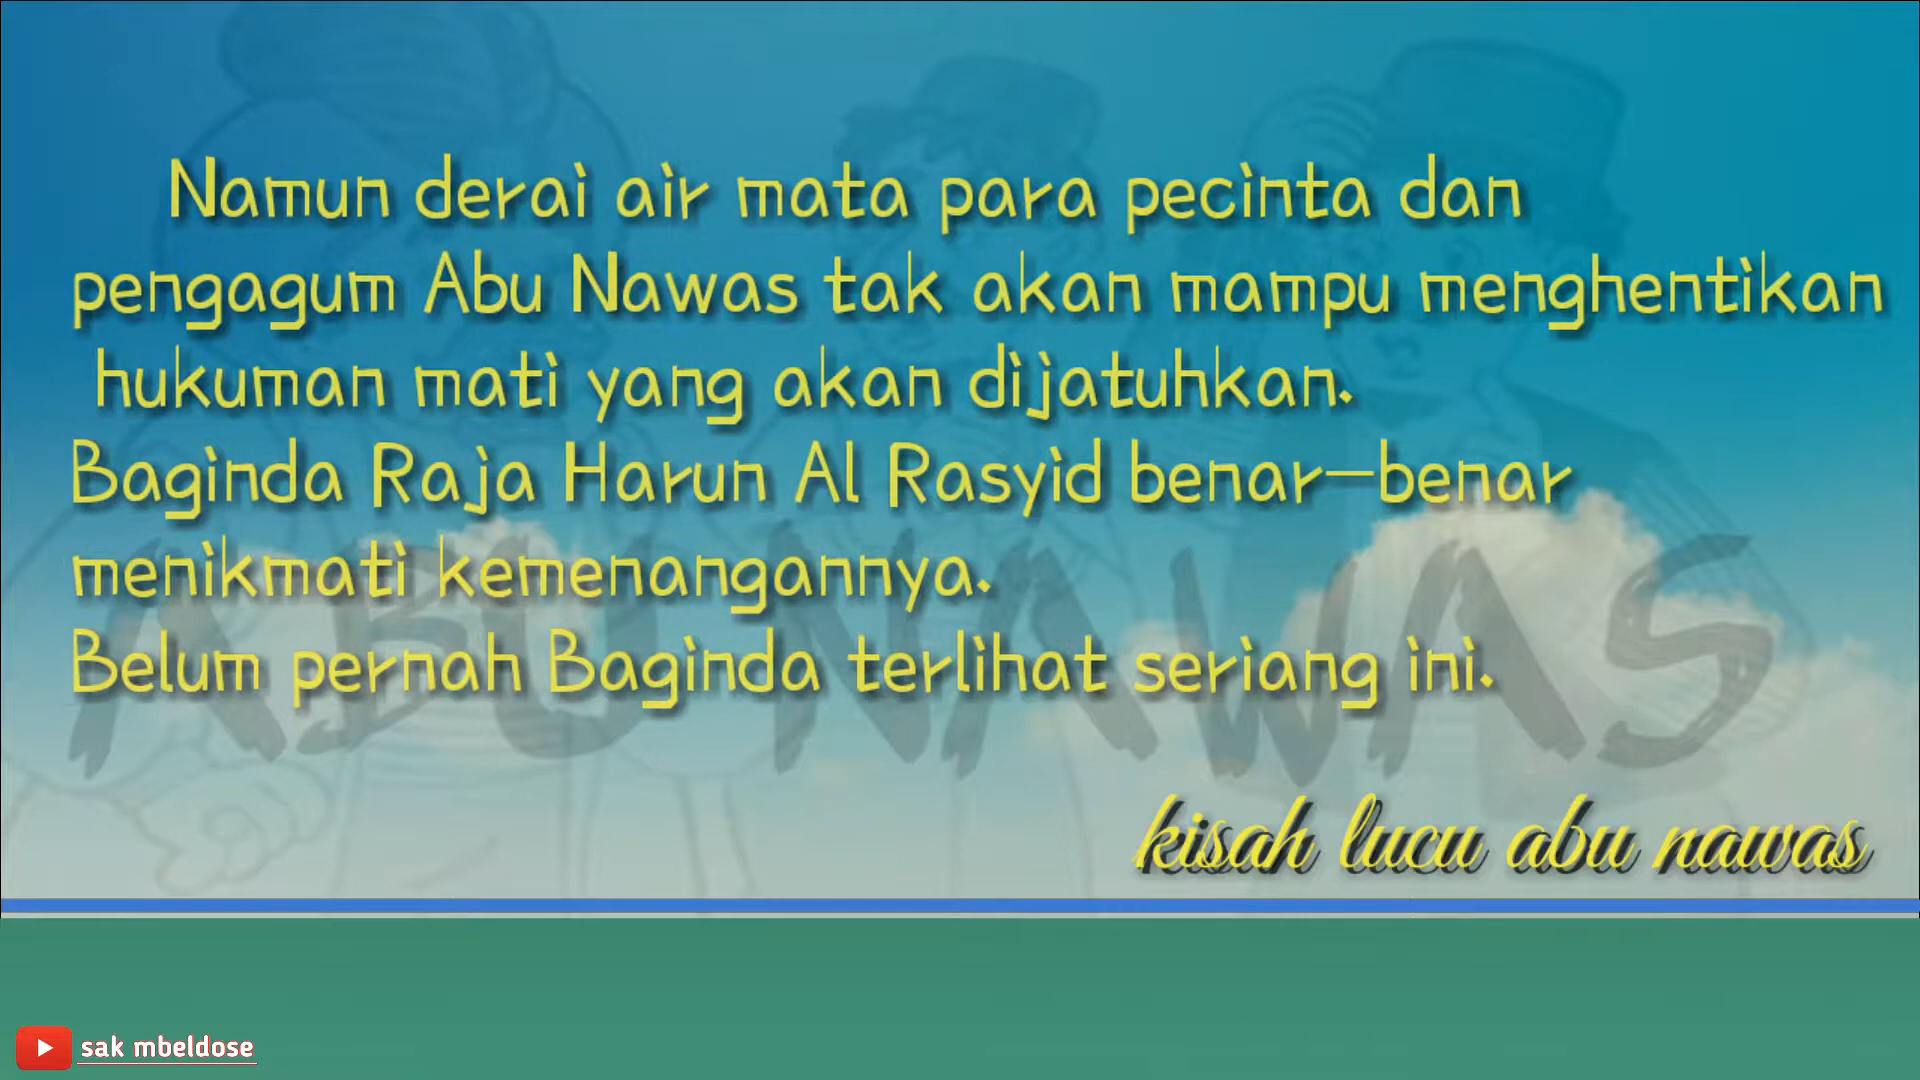 Namun derai air mata para pecinta dan
pengagum Abu Nawas tak akan mampu menghentikan
hukuman mati yang akan dijatuhkan.
Baginda Raja Harun Al Rasyid benar-benar
menikmati kemenangannya.
Belum pernah Baginda terlihat seriang ini.
ABU NAWAS
kisah lucu abu nawas
sak mbeldose